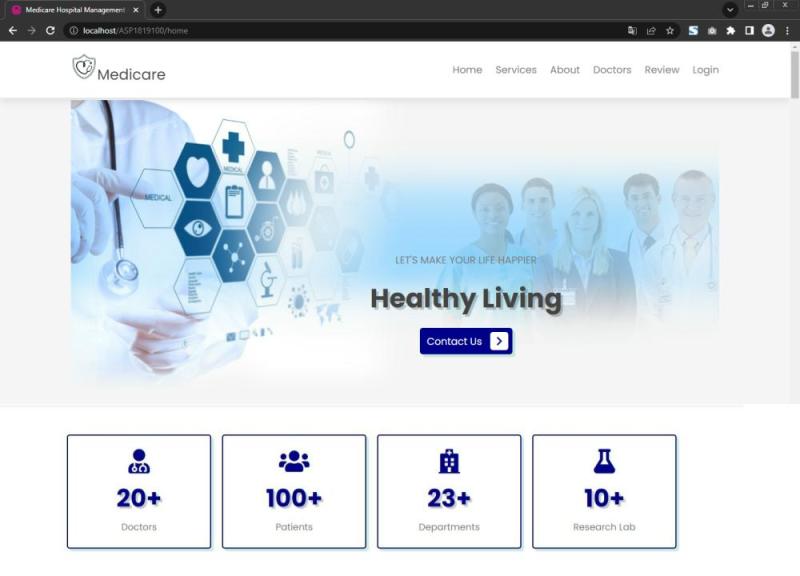 Medicare Hospital Management
localhost/ASP1819100/home
Medicare
Home Services About Doctors Review Login
MEDICAL
MEDICAL
LET'S MAKE YOUR LIFE HAPPIER
Healthy Living
Contact Us
20+ 100+ 23+ 10+
Doctors Patients Departments Research Lab